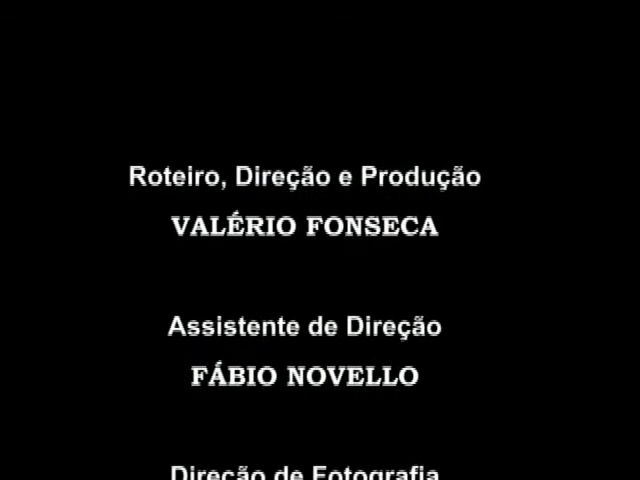 Roteiro, Direção e Produção
VALÉRIO FONSECA
Assistente de Direção
FÁBIO NOVELLO
Direção de Fotografia